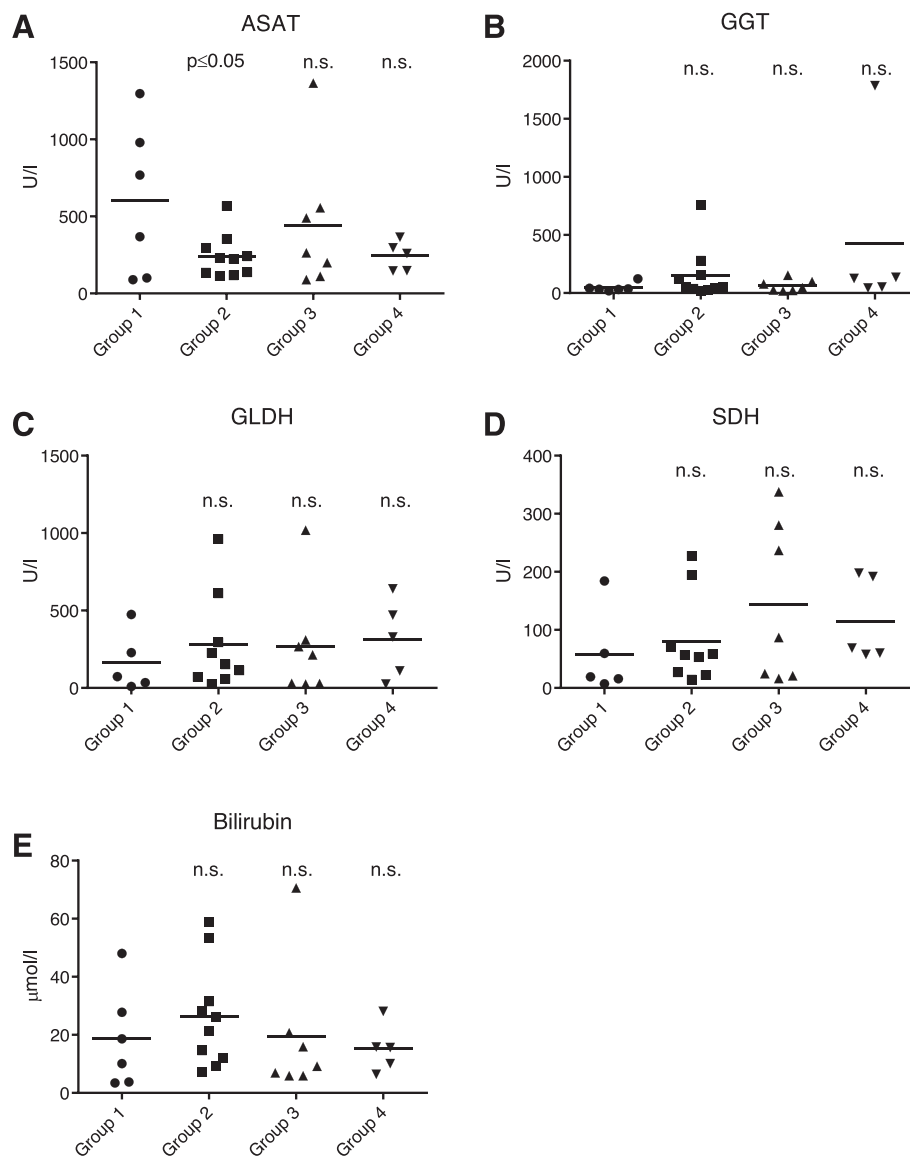 A
ASAT
p≤0.05
n.s.
n.s.
1500
1000
500
0
U/l
Group 1
Group 2
Group 3
Group 4
B
GGT
n.s.
n.s.
n.s.
2000
1500
1000
500
0
U/l
Group 1
Group 2
Group 3
Group 4
C
GLDH
n.s.
n.s.
n.s.
1500
1000
500
0
U/l
Group 1
Group 2
Group 3
Group 4
D
SDH
n.s.
n.s.
n.s.
400
300
200
100
0
U/l
Group 1
Group 2
Group 3
Group 4
E
Bilirubin
n.s.
n.s.
n.s.
80
60
40
20
0
μmol/l
Group 1
Group 2
Group 3
Group 4